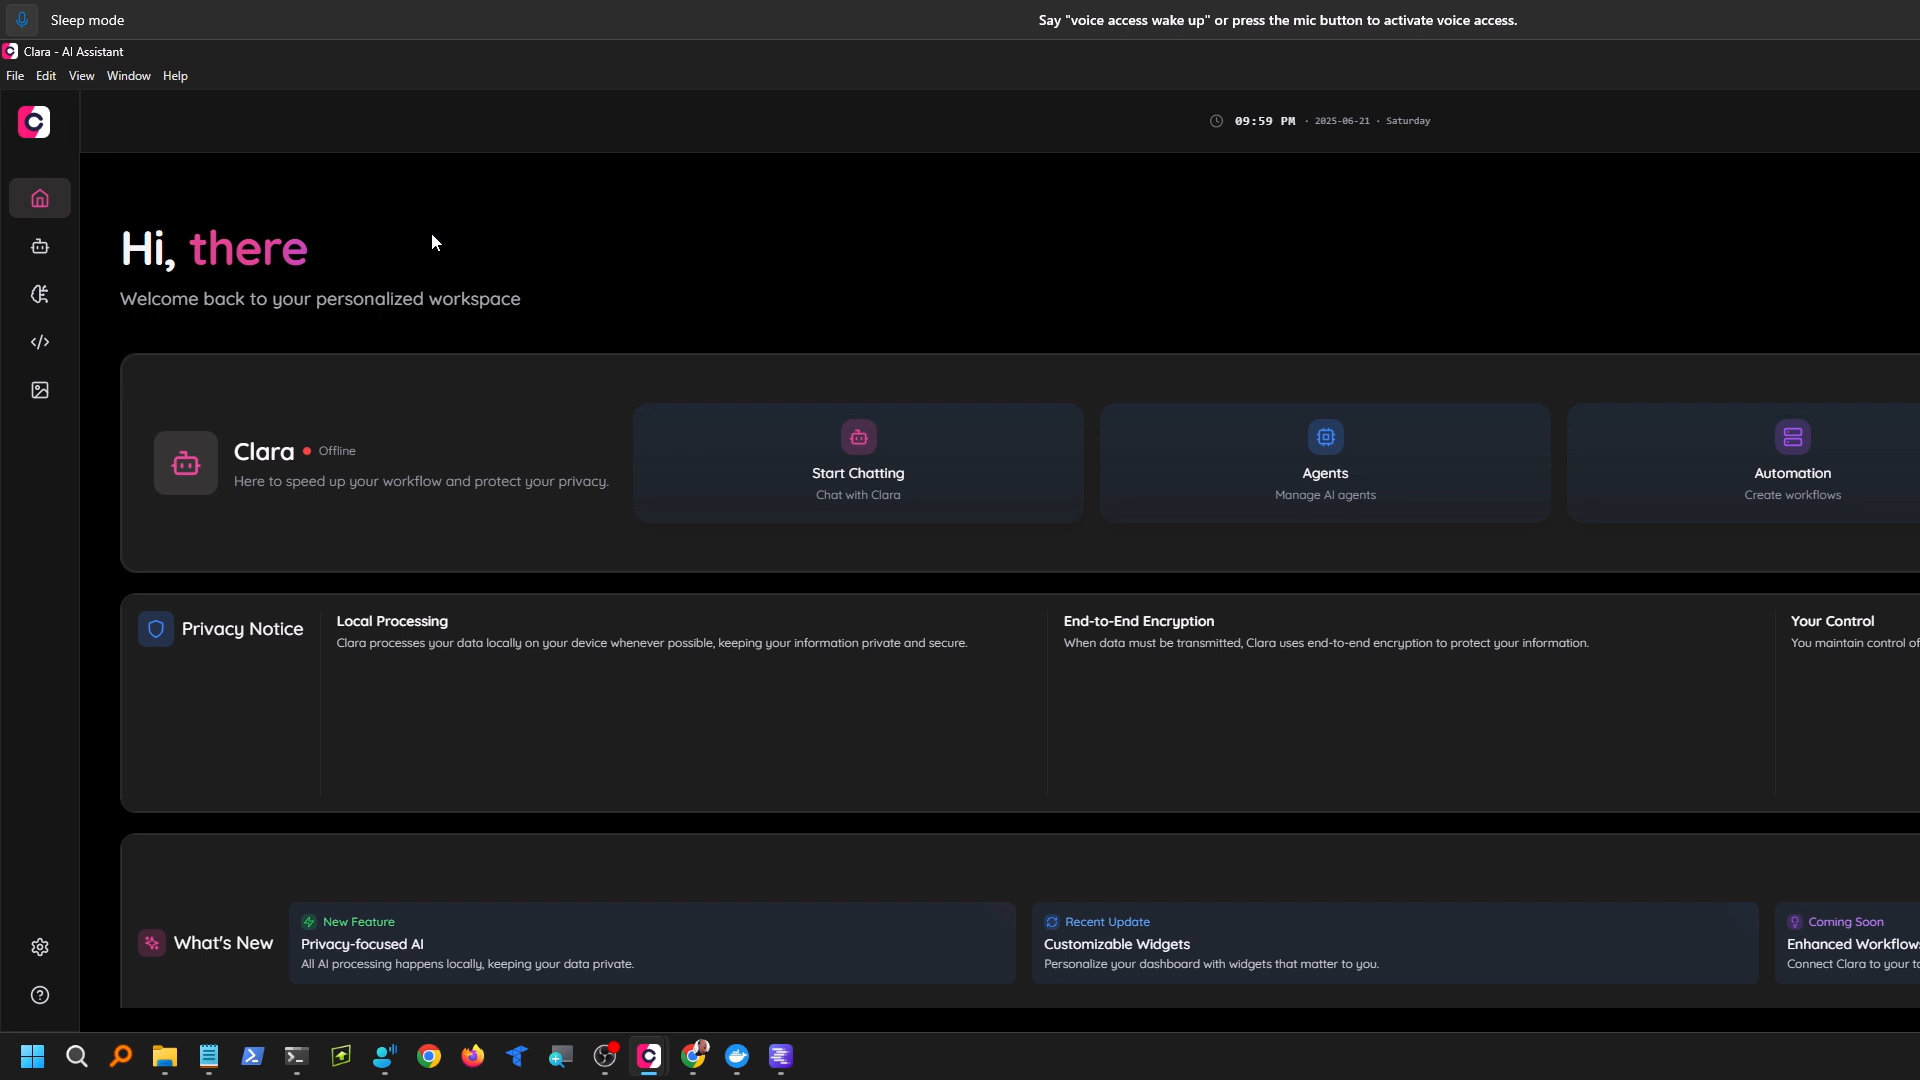 Sleep mode
Say "voice access wake up" or press the mic button to activate voice access.
Clara - AI Assistant
File Edit View Window Help
09:59 PM · 2025-06-21 · Saturday
Hi, there
Welcome back to your personalized workspace
Clara Offline
Here to speed up your workflow and protect your privacy.
Start Chatting
Chat with Clara
Agents
Manage AI agents
Automation
Create workflows
Privacy Notice
Local Processing
Clara processes your data locally on your device whenever possible, keeping your information private and secure.
End-to-End Encryption
When data must be transmitted, Clara uses end-to-end encryption to protect your information.
Your Control
You maintain control of
What's New
New Feature
Privacy-focused AI
All AI processing happens locally, keeping your data private.
Recent Update
Customizable Widgets
Personalize your dashboard with widgets that matter to you.
Coming Soon
Enhanced Workflows
Connect Clara to your